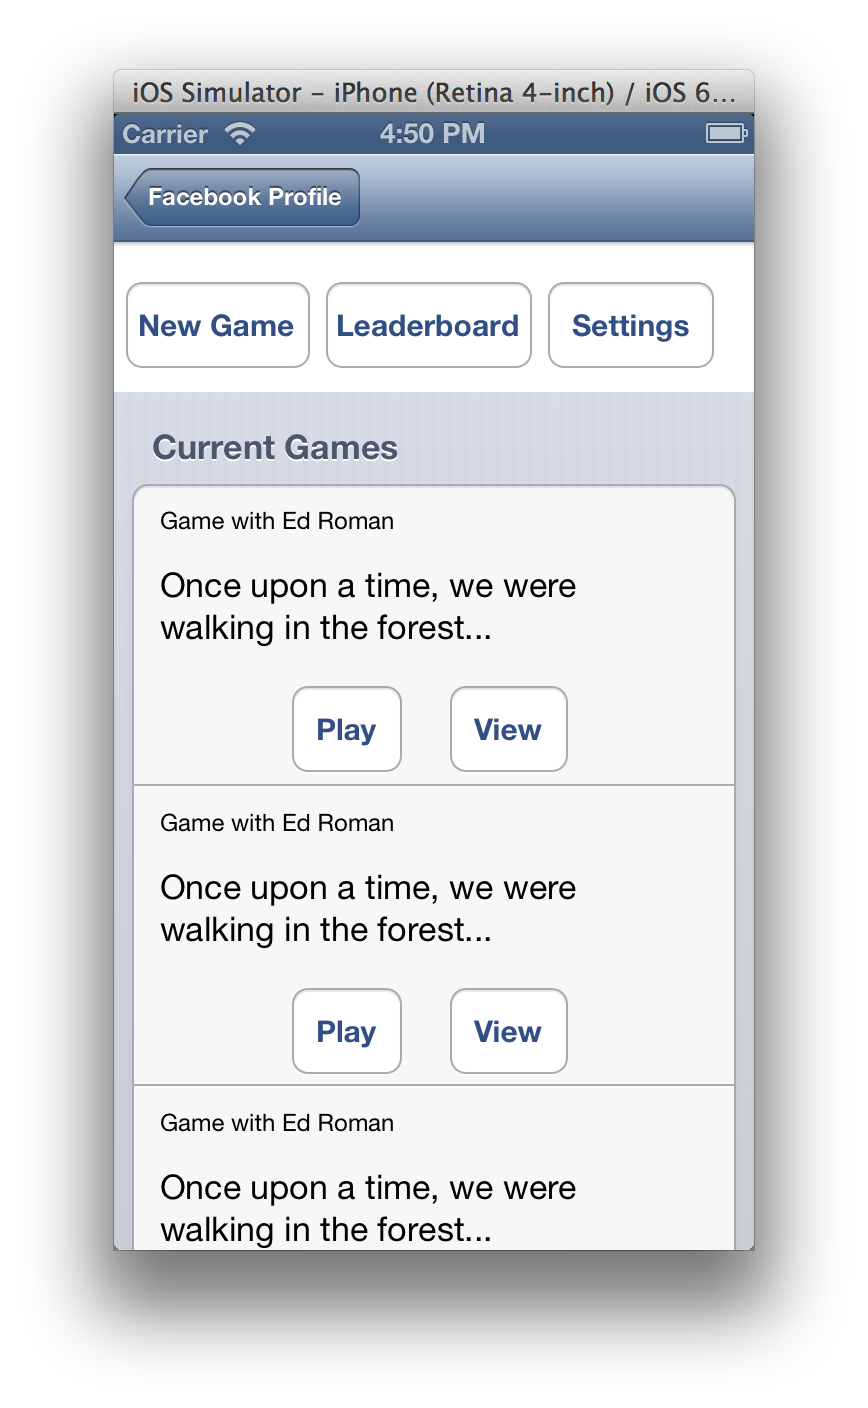 iOS Simulator – iPhone (Retina 4-inch) / iOS 6...
Carrier 4:50 PM
Facebook Profile
New Game Leaderboard Settings
Current Games
Game with Ed Roman
Once upon a time, we were
walking in the forest...
Play View
Game with Ed Roman
Once upon a time, we were
walking in the forest...
Play View
Game with Ed Roman
Once upon a time, we were
walking in the forest...